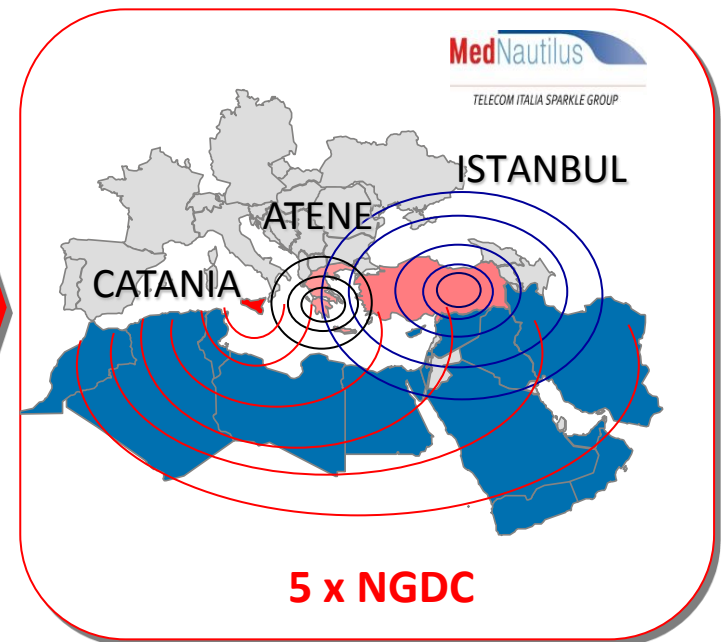 MedNautilus
TELECOM ITALIA SPARKLE GROUP
ISTANBUL
ATENE
CATANIA
5 x NGDC